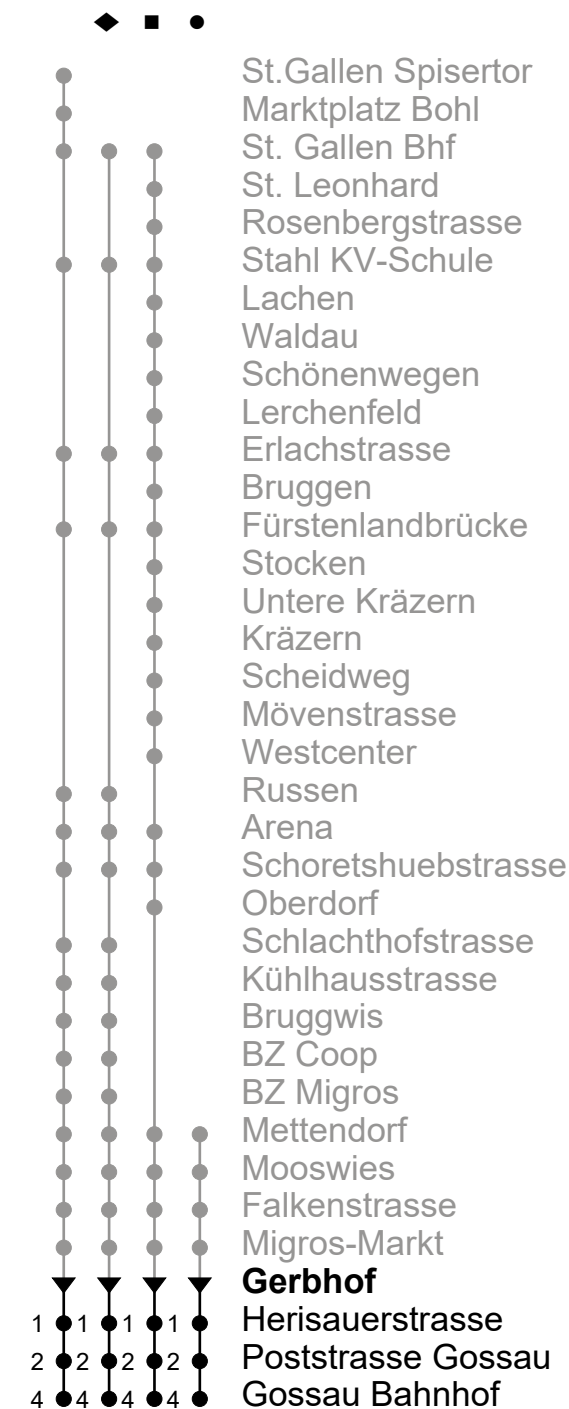 St.Gallen Spisertor
Marktplatz Bohl
St. Gallen Bhf
St. Leonhard
Rosenbergstrasse
Stahl KV-Schule
Lachen
Waldau
Schönenwegen
Lerchenfeld
Erlachstrasse
Bruggen
Fürstenlandbrücke
Stocken
Untere Kräzern
Kräzern
Scheidweg
Mövenstrasse
Westcenter
Russen
Arena
Schoretshuebstrasse
Oberdorf
Schlachthofstrasse
Kühlhausstrasse
Bruggwis
BZ Coop
BZ Migros
Mettendorf
Mooswies
Falkenstrasse
Migros-Markt
Gerbhof
1 1 1 1 Herisauerstrasse
2 2 2 2 Poststrasse Gossau
4 4 4 4 Gossau Bahnhof